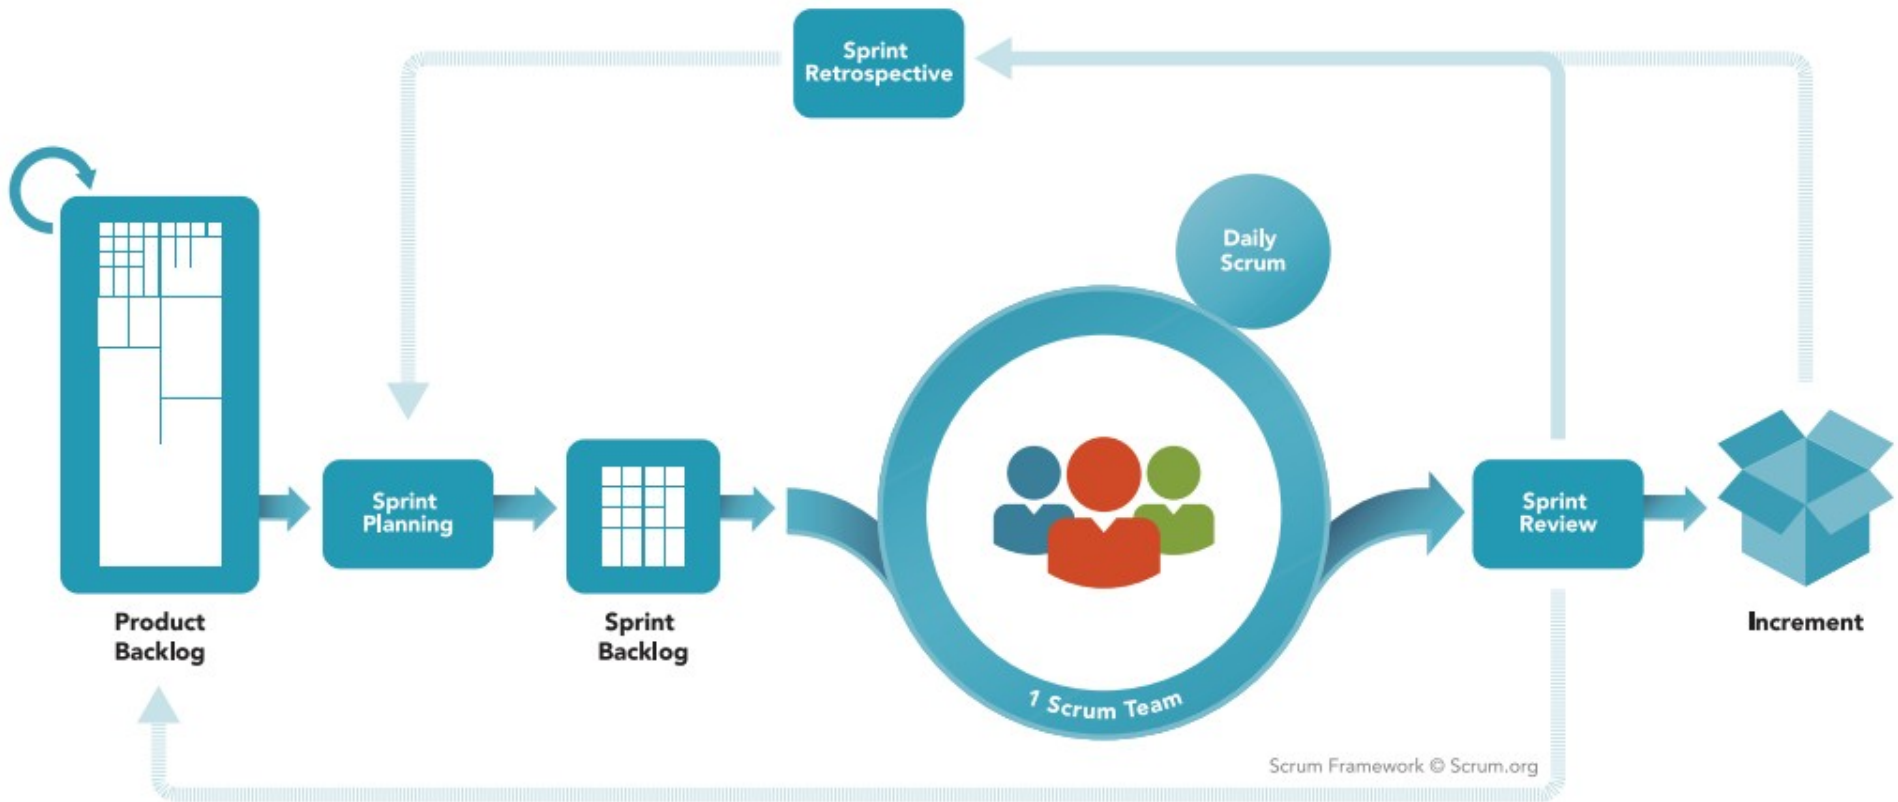 Sprint
Retrospective
Daily
Scrum
Sprint
Planning
Sprint
Review
Product
Backlog
Sprint
Backlog
Increment
1 Scrum Team
Scrum Framework © Scrum.org